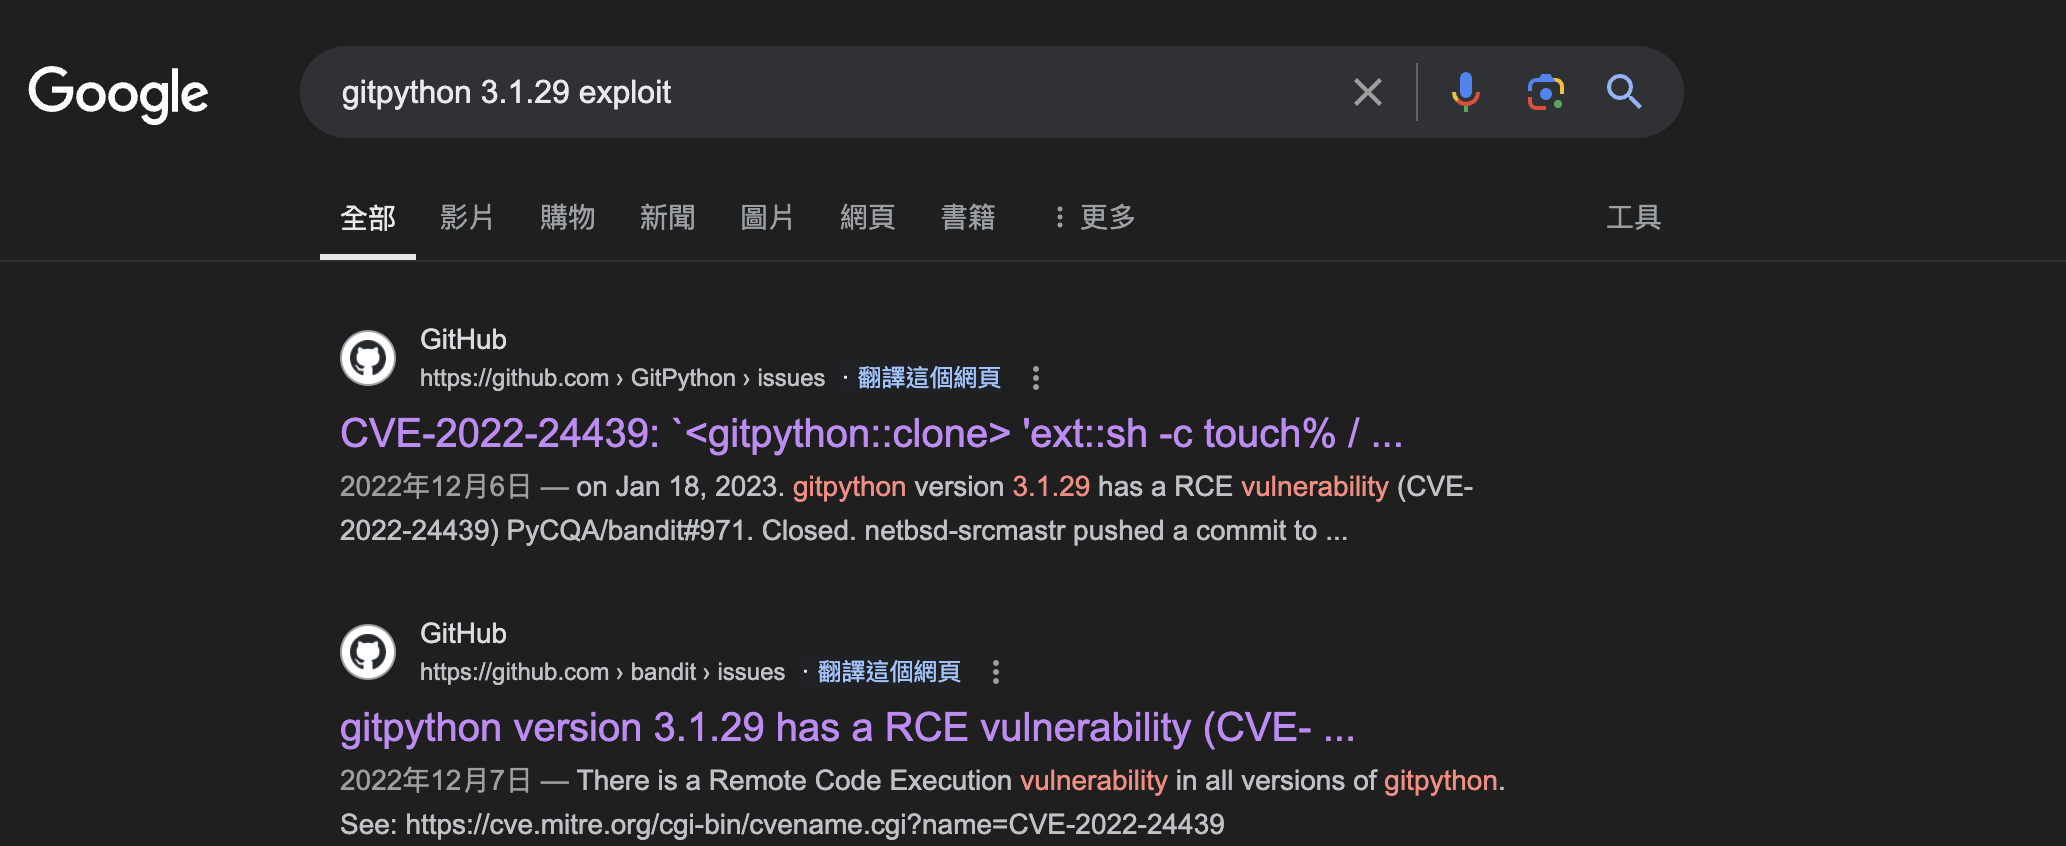 Google
gitpython 3.1.29 exploit
全部 影片 購物 新聞 圖片 網頁 書籍 ⋮ 更多 工具
GitHub
https://github.com › GitPython › issues · 翻譯這個網頁
CVE-2022-24439: `<gitpython::clone> 'ext::sh -c touch% / ...
2022年12月6日 — on Jan 18, 2023. gitpython version 3.1.29 has a RCE vulnerability (CVE-
2022-24439) PyCQA/bandit#971. Closed. netbsd-srcmastr pushed a commit to ...
GitHub
https://github.com › bandit › issues · 翻譯這個網頁
gitpython version 3.1.29 has a RCE vulnerability (CVE- ...
2022年12月7日 — There is a Remote Code Execution vulnerability in all versions of gitpython.
See: https://cve.mitre.org/cgi-bin/cvename.cgi?name=CVE-2022-24439